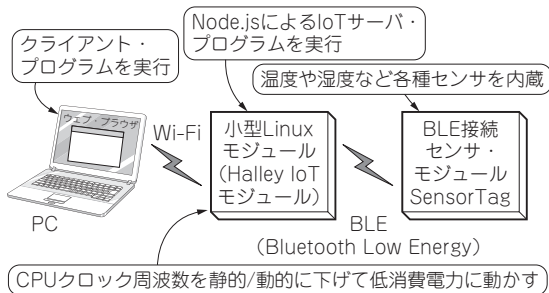 Node.jsによるIoTサーバ・
プログラムを実行
クライアント・
プログラムを実行
温度や湿度など各種センサを内蔵
ウェブ・ブラウザ
Wi-Fi
小型Linux
モジュール
(Halley IoT
モジュール)
BLE接続
センサ・
モジュール
SensorTag
PC
BLE
(Bluetooth Low Energy)
CPUクロック周波数を静的/動的に下げて低消費電力に動かす